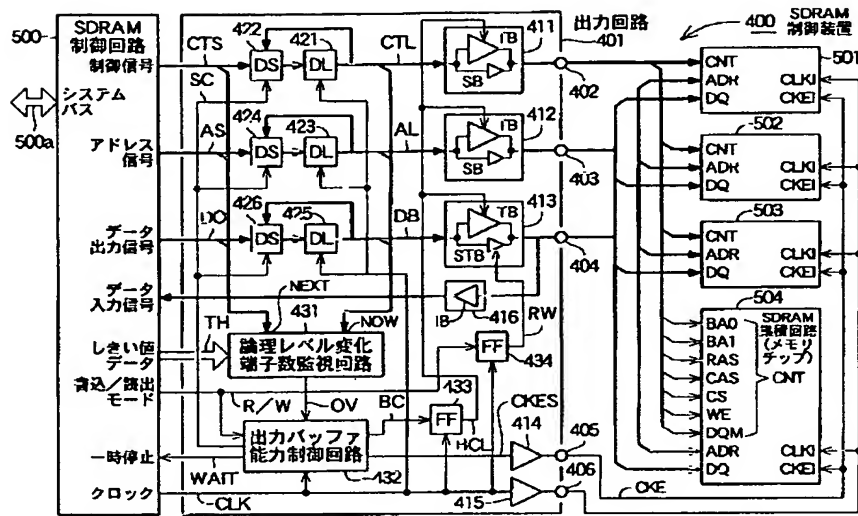 500
SDRAM
制御回路
制御信号
システム
バス
500a
アドレス
信号
データ
出力信号
データ
入力信号
しきい値
データ
書込/読出
モード
一時停止
クロック
CTS
SC
AS
DO
TH
R/W
WAIT
CLK
422
421
DS
DL
CTL
424
423
DS
DL
AL
426
425
DS
DL
DB
NEXT
431
NOW
論理レベル変化
端子数監視回路
OV
BC
出力バッファ
能力制御回路
432
433
FF
HCL
434
FF
RW
CKES
TB
SB
411
TB
SB
412
TB
STB
413
IB
416
414
415
出力回路
401
402
403
404
405
406
CKE
400
SDRAM
制御装置
501
CNT
ADR
DQ
CLKI
CKEI
502
CNT
ADR
DQ
CLKI
CKEI
503
CNT
ADR
DQ
CLKI
CKEI
504
SDRAM
集積回路
(メモリ
チップ)
CNT
BA0
BA1
RAS
CAS
CS
WE
DQM
ADR
DQ
CLKI
CKEI